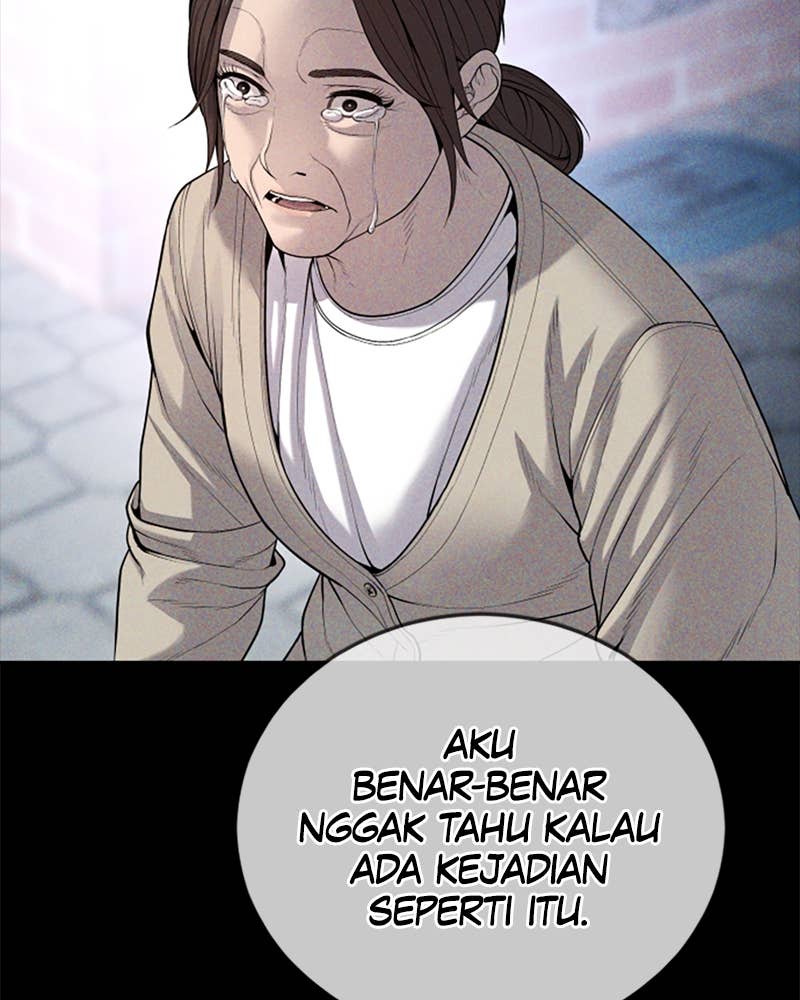 AKU
BENAR-BENAR
NGGAK TAHU KALAU
ADA KEJADIAN
SEPERTI ITU.